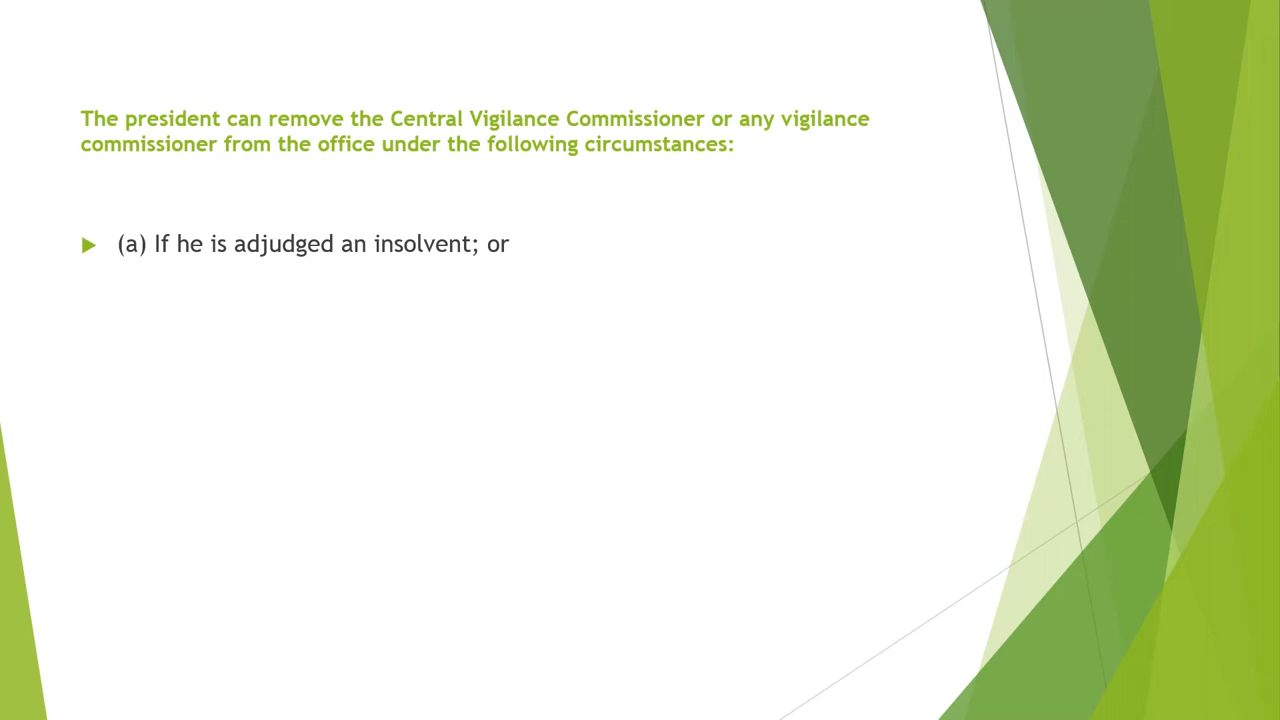 The president can remove the Central Vigilance Commissioner or any vigilance
commissioner from the office under the following circumstances:
(a) If he is adjudged an insolvent; or